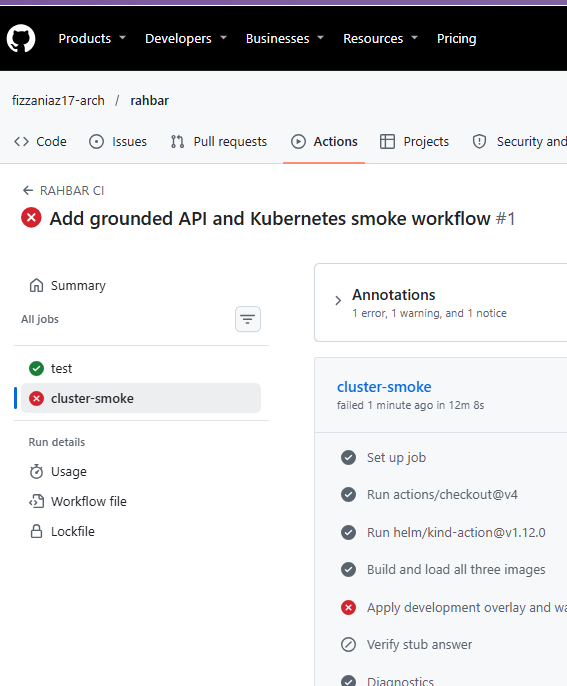 Products Developers Businesses Resources Pricing
fizzaniaz17-arch / rahbar
Code Issues Pull requests Actions Projects Security and
RAHBAR CI
Add grounded API and Kubernetes smoke workflow #1
Summary
All jobs
test
cluster-smoke
Run details
Usage
Workflow file
Lockfile
Annotations
1 error, 1 warning, and 1 notice
cluster-smoke
failed 1 minute ago in 12m 8s
Set up job
Run actions/checkout@v4
Run helm/kind-action@v1.12.0
Build and load all three images
Apply development overlay and wa
Verify stub answer
Diagnostics